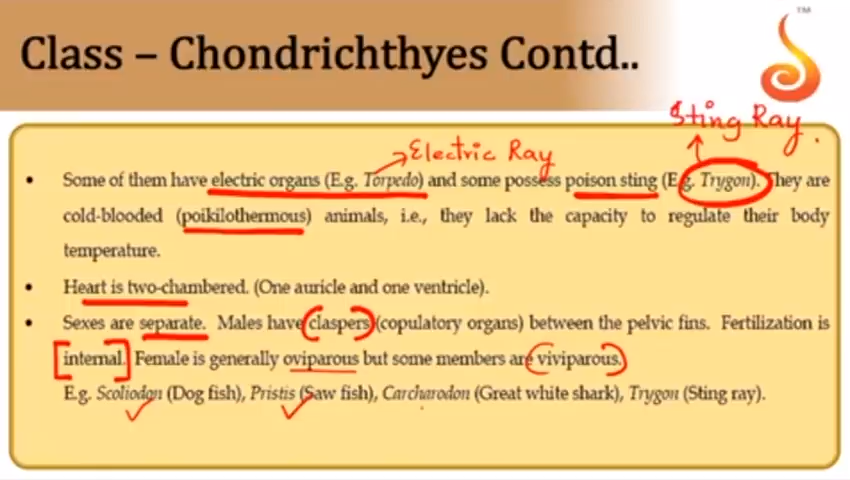 Class – Chondrichthyes Contd..
TM
Sting Ray.
Electric Ray
• Some of them have electric organs (E.g. Torpedo) and some possess poison sting (E.g. Trygon). They are
cold-blooded (poikilothermous) animals, i.e., they lack the capacity to regulate their body
temperature.
• Heart is two-chambered. (One auricle and one ventricle).
• Sexes are separate. Males have claspers (copulatory organs) between the pelvic fins. Fertilization is
internal. Female is generally oviparous but some members are viviparous.
E.g. Scoliodon (Dog fish), Pristis (Saw fish), Carcharodon (Great white shark), Trygon (Sting ray).